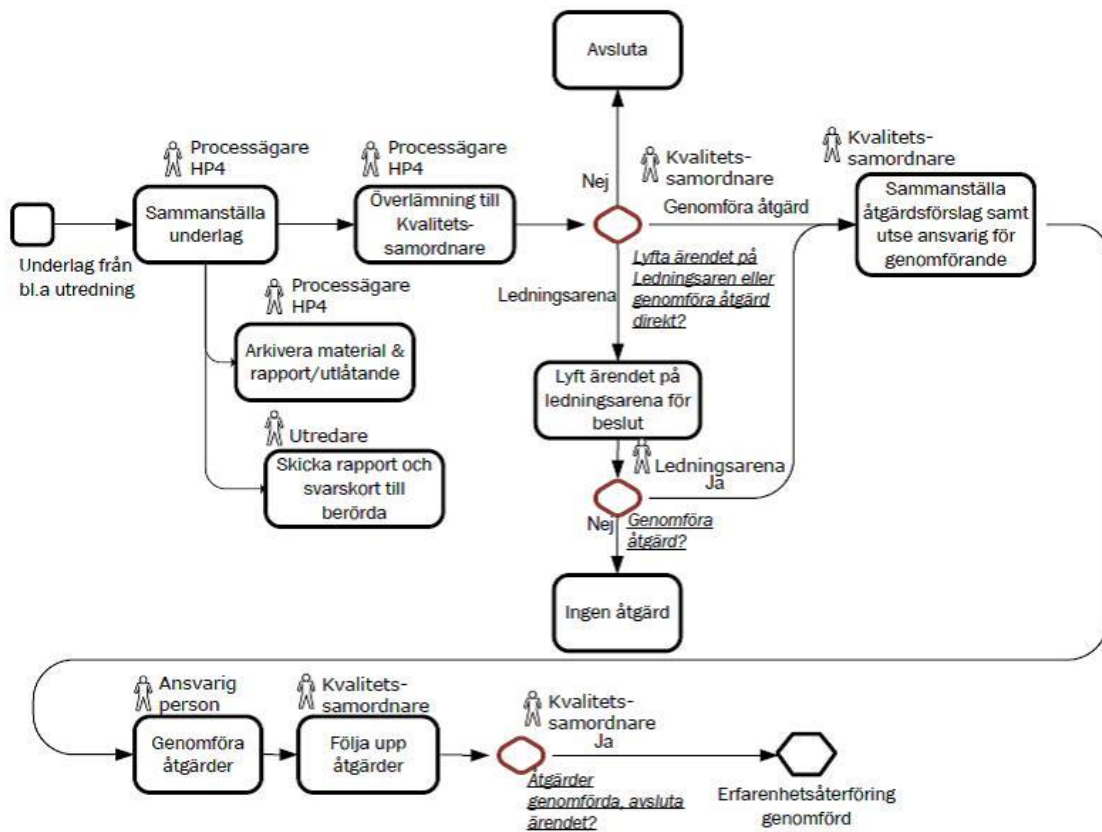 Avsluta
Processägare
HP4
Processägare
HP4
Nej
Kvalitets-
samordnare
Kvalitets-
samordnare
Sammanställa
underlag
Överlämning till
Kvalitets-
samordnare
Genomföra åtgärd
Sammanställa
åtgärdsförslag samt
utse ansvarig för
genomförande
Underlag från
bl.a utredning
Lyfta ärendet på
Ledningsaren eller
genomföra åtgärd
direkt?
Ledningsarena
Processägare
HP4
Arkivera material &
rapport/utlåtande
Lyft ärendet på
ledningsarena för
beslut
Utredare
Skicka rapport och
svarskort till
berörda
Ledningsarena
Ja
Nej
Genomföra
åtgärd?
Ingen åtgärd
Ansvarig
person
Kvalitets-
samordnare
Kvalitets-
samordnare
Ja
Genomföra
åtgärder
Följa upp
åtgärder
Åtgärder
genomförda, avsluta
ärendet?
Erfarenhetsåterföring
genomförd